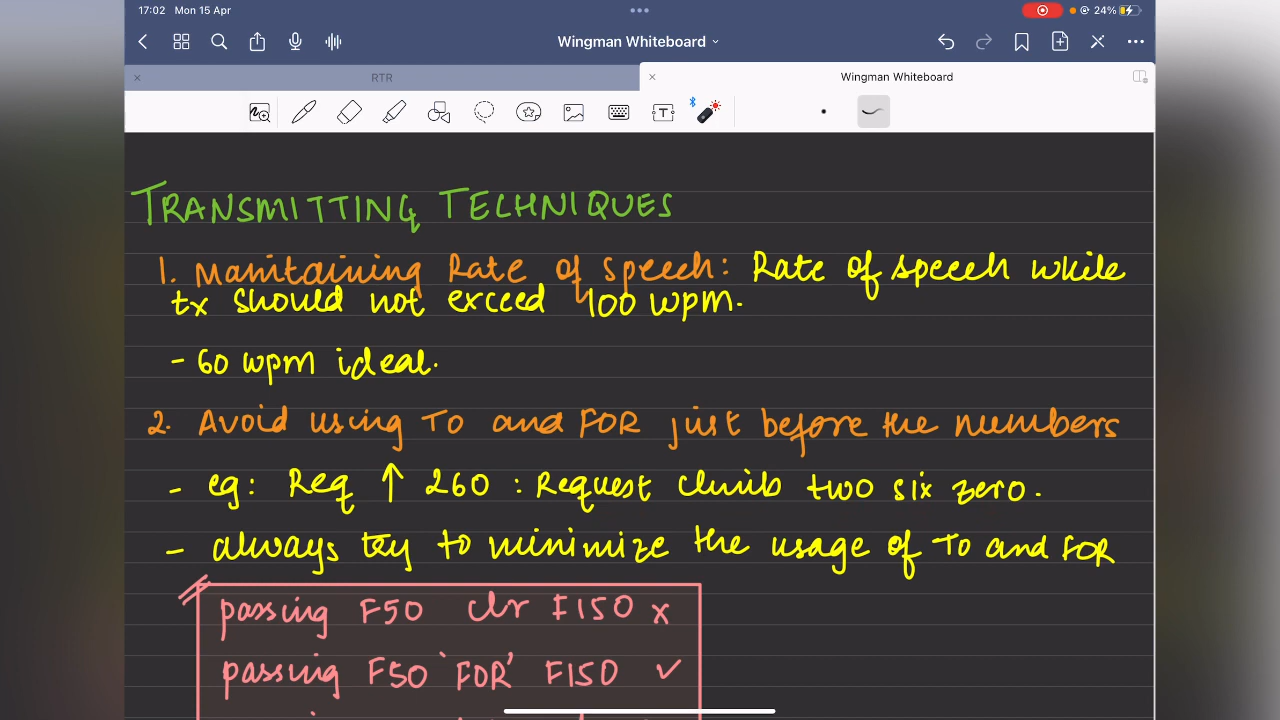 17:02 Mon 15 Apr
24%
Wingman Whiteboard
RTR
Wingman Whiteboard
TRANSMITTING TECHNIQUES
1. Maintaining Rate of Speech: Rate of speech while
tx should not exceed 100 wpm.
- 60 wpm ideal.
2. Avoid using To and FOR just before the numbers
- eg: Req ↑ 260 : Request climb two six zero.
- always try to minimize the usage of To and FOR
passing F50 clr F150 x
passing F50 'FOR' F150 ✓